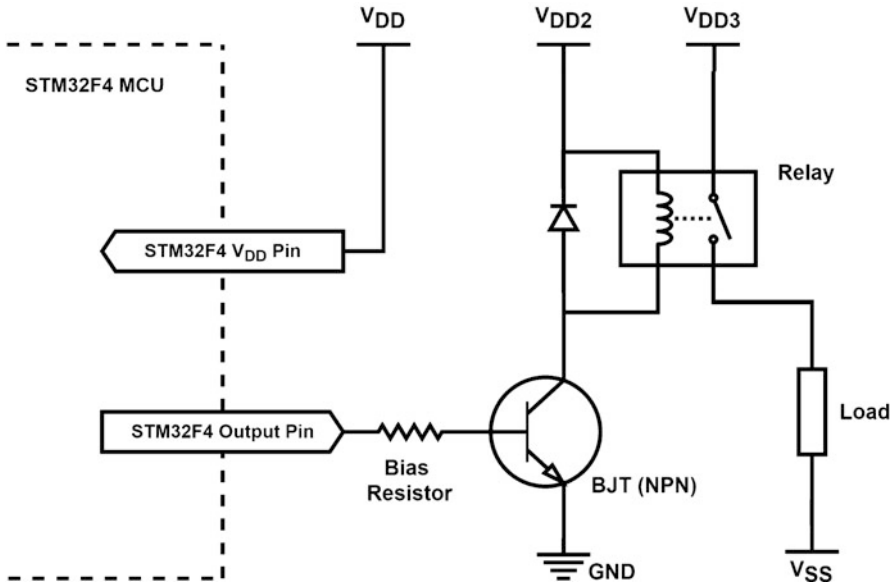 VDD
VDD2
VDD3
STM32F4 MCU
Relay
STM32F4 VDD Pin
STM32F4 Output Pin
Bias
Resistor
BJT (NPN)
Load
GND
VSS